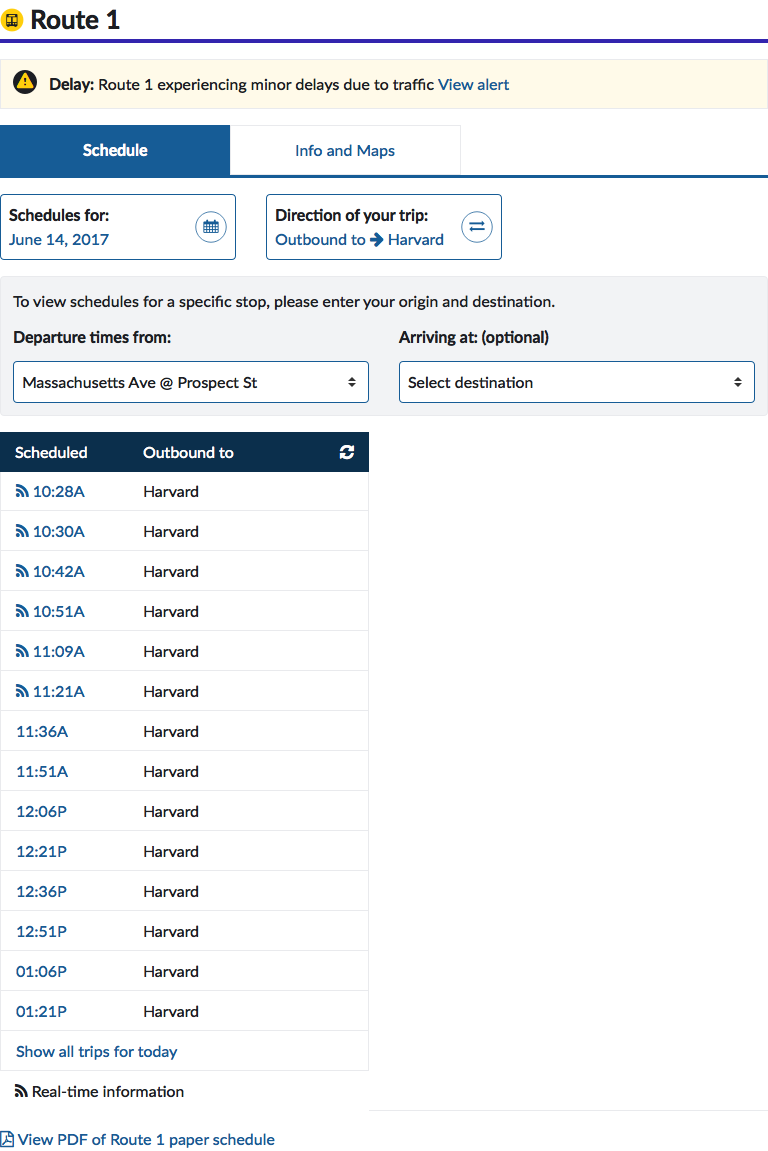 Route 1
Delay: Route 1 experiencing minor delays due to traffic View alert
Schedule Info and Maps
Schedules for:
June 14, 2017
Direction of your trip:
Outbound to Harvard
To view schedules for a specific stop, please enter your origin and destination.
Departure times from:
Massachusetts Ave @ Prospect St
Arriving at: (optional)
Select destination
Scheduled Outbound to
10:28A Harvard
10:30A Harvard
10:42A Harvard
10:51A Harvard
11:09A Harvard
11:21A Harvard
11:36A Harvard
11:51A Harvard
12:06P Harvard
12:21P Harvard
12:36P Harvard
12:51P Harvard
01:06P Harvard
01:21P Harvard
Show all trips for today
Real-time information
View PDF of Route 1 paper schedule